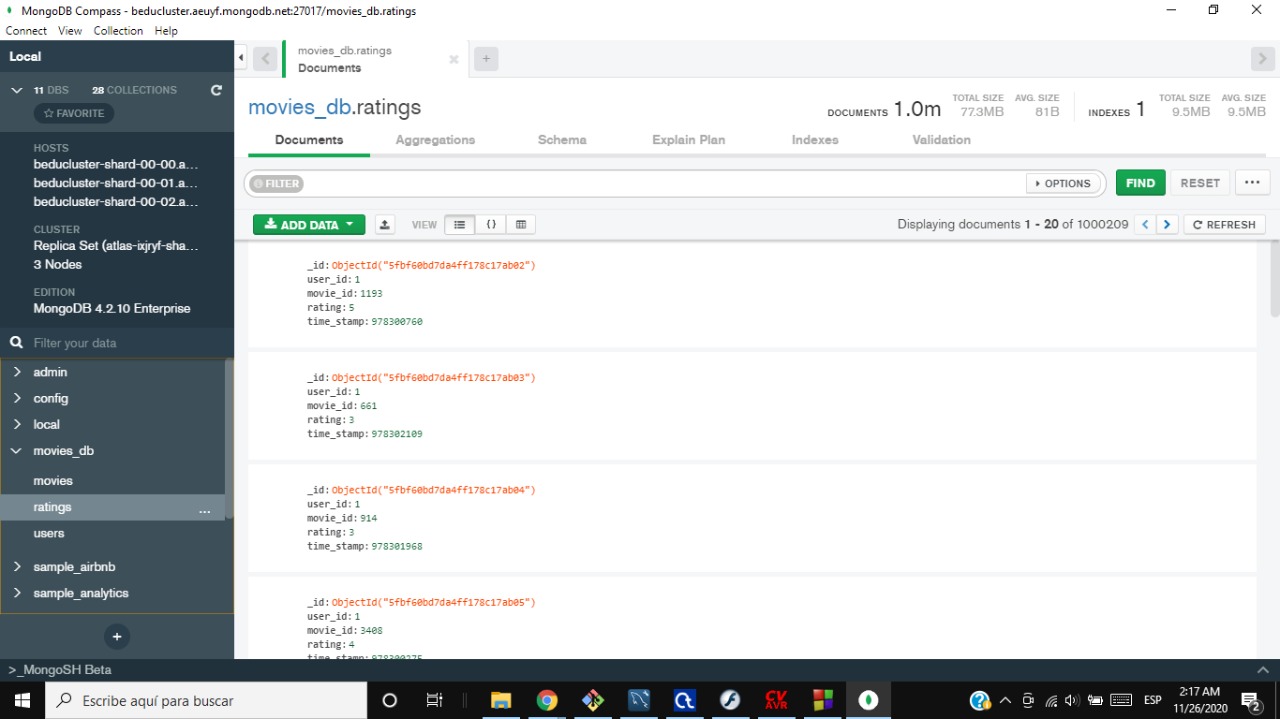 MongoDB Compass - beducluster.aeuyf.mongodb.net:27017/movies_db.ratings
Connect View Collection Help
Local
11 DBS 28 COLLECTIONS
FAVORITE
HOSTS
beducluster-shard-00-00.a...
beducluster-shard-00-01.a...
beducluster-shard-00-02.a...
CLUSTER
Replica Set (atlas-ixjryf-sha...
3 Nodes
EDITION
MongoDB 4.2.10 Enterprise
Filter your data
admin
config
local
movies_db
movies
ratings ...
users
sample_airbnb
sample_analytics
+
movies_db.ratings
Documents
+
movies_db.ratings
DOCUMENTS 1.0m TOTAL SIZE 77.3MB AVG. SIZE 81B INDEXES 1 TOTAL SIZE 9.5MB AVG. SIZE 9.5MB
Documents Aggregations Schema Explain Plan Indexes Validation
FILTER OPTIONS FIND RESET ...
ADD DATA VIEW {} Displaying documents 1 - 20 of 1000209 < > REFRESH
_id: ObjectId("5fbf60bd7da4ff178c17ab02")
user_id: 1
movie_id: 1193
rating: 5
time_stamp: 978300760
_id: ObjectId("5fbf60bd7da4ff178c17ab03")
user_id: 1
movie_id: 661
rating: 3
time_stamp: 978302109
_id: ObjectId("5fbf60bd7da4ff178c17ab04")
user_id: 1
movie_id: 914
rating: 3
time_stamp: 978301968
_id: ObjectId("5fbf60bd7da4ff178c17ab05")
user_id: 1
movie_id: 3408
rating: 4
time_stamp: 978300275
>_MongoSH Beta
Escribe aquí para buscar
CV
AVR
ESP
2:17 AM
11/26/2020
2